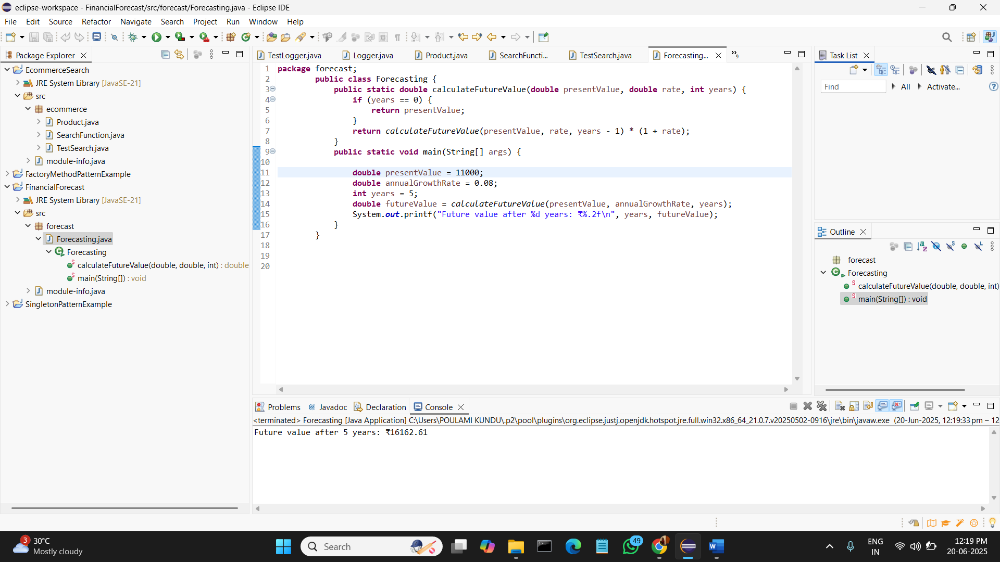 eclipse-workspace - FinancialForecast/src/forecast/Forecasting.java - Eclipse IDE
File Edit Source Refactor Navigate Search Project Run Window Help
Package Explorer
EcommerceSearch
JRE System Library [JavaSE-21]
src
ecommerce
Product.java
SearchFunction.java
TestSearch.java
module-info.java
FactoryMethodPatternExample
FinancialForecast
JRE System Library [JavaSE-21]
src
forecast
Forecasting.java
Forecasting
calculateFutureValue(double, double, int) : double
main(String[]) : void
module-info.java
SingletonPatternExample
TestLogger.java Logger.java Product.java SearchFuncti... TestSearch.java Forecasting... »9
1 package forecast;
2 public class Forecasting {
3 public static double calculateFutureValue(double presentValue, double rate, int years) {
4 if (years == 0) {
5 return presentValue;
6 }
7 return calculateFutureValue(presentValue, rate, years - 1) * (1 + rate);
8 }
9 public static void main(String[] args) {
10
11 double presentValue = 11000;
12 double annualGrowthRate = 0.08;
13 int years = 5;
14 double futureValue = calculateFutureValue(presentValue, annualGrowthRate, years);
15 System.out.printf("Future value after %d years: ₹%.2f\n", years, futureValue);
16 }
17 }
18
19
20
Task List
Find All Activate...
Outline
forecast
Forecasting
calculateFutureValue(double, double, int)
main(String[]) : void
Problems @ Javadoc Declaration Console
<terminated> Forecasting [Java Application] C:\Users\POULAMI KUNDU\.p2\pool\plugins\org.eclipse.justj.openjdk.hotspot.jre.full.win32.x86_64_21.0.7.v20250502-0916\jre\bin\javaw.exe (20-Jun-2025, 12:19:33 pm – 12
Future value after 5 years: ₹16162.61
3
30°C
Mostly cloudy
Search
49
ENG
IN
12:19 PM
20-06-2025